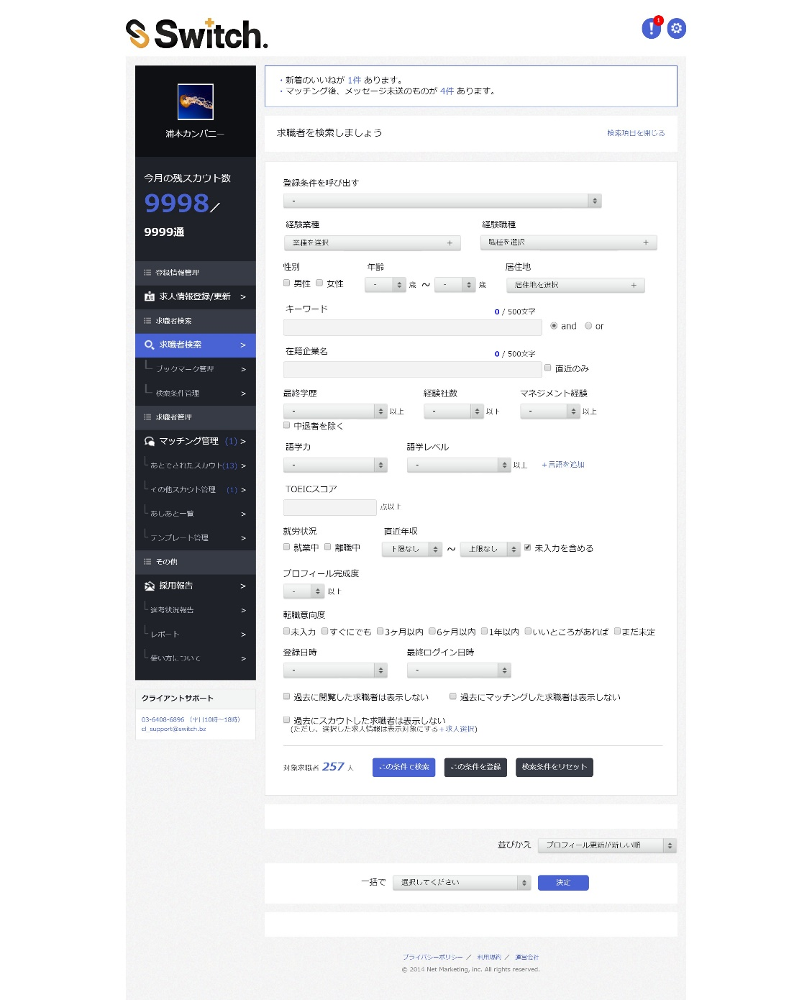 Switch.
1
浦木カンパニー
今月の残スカウト数
9998／
9999通
登録情報管理
求人情報登録/更新 >
求職者検索
求職者検索 >
ブックマーク管理 >
検索条件管理 >
求職者管理
マッチング管理 (1) >
あとでされたスカウト(13) >
その他スカウト管理 (1) >
あしあと一覧 >
テンプレート管理 >
その他
採用報告 >
選考状況報告 >
レポート >
使い方について >
クライアントサポート
03-6408-6896 （平日10時～18時）
cl_support@switch.bz
・新着のいいねが 1件 あります。
・マッチング後、メッセージ未送のものが 4件 あります。
求職者を検索しましょう 検索項目を閉じる
登録条件を呼び出す
-
経験業種 経験職種
業種を選択 + 職種を選択 +
性別 年齢 居住地
男性 女性 - 歳 ～ - 歳 居住地を選択 +
キーワード 0 / 500文字
and or
在籍企業名 0 / 500文字
直近のみ
最終学歴 経験社数 マネジメント経験
- 以上 - 以下 - 以上
中退者を除く
語学力 語学レベル
- - 以上 +言語を追加
TOEICスコア
点以上
就労状況 直近年収
就業中 離職中 下限なし ～ 上限なし 未入力を含める
プロフィール完成度
- 以上
転職意向度
未入力 すぐにでも 3ヶ月以内 6ヶ月以内 1年以内 いいところがあれば まだ未定
登録日時 最終ログイン日時
- -
過去に閲覧した求職者は表示しない 過去にマッチングした求職者は表示しない
過去にスカウトした求職者は表示しない
(ただし、選択した求人情報は表示対象にする+求人選択)
対象求職者 257 人 この条件で検索 この条件を登録 検索条件をリセット
並びかえ プロフィール更新が新しい順
一括で 選択してください 決定
プライバシーポリシー ／ 利用規約 ／ 運営会社
© 2014 Net Marketing, inc. All rights reserved.